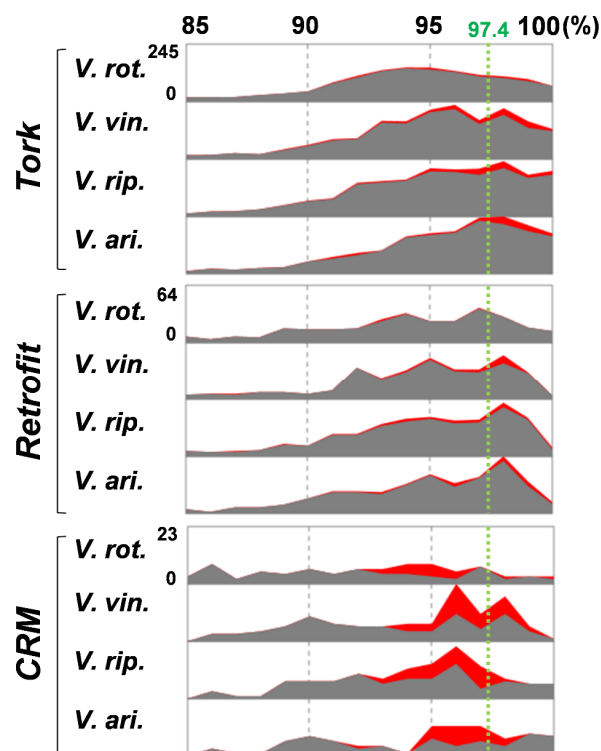 85 90 95 97.4 100(%)
Tork
245
V. rot.
0
V. vin.
V. rip.
V. ari.
Retrofit
64
V. rot.
0
V. vin.
V. rip.
V. ari.
CRM
23
V. rot.
0
V. vin.
V. rip.
V. ari.